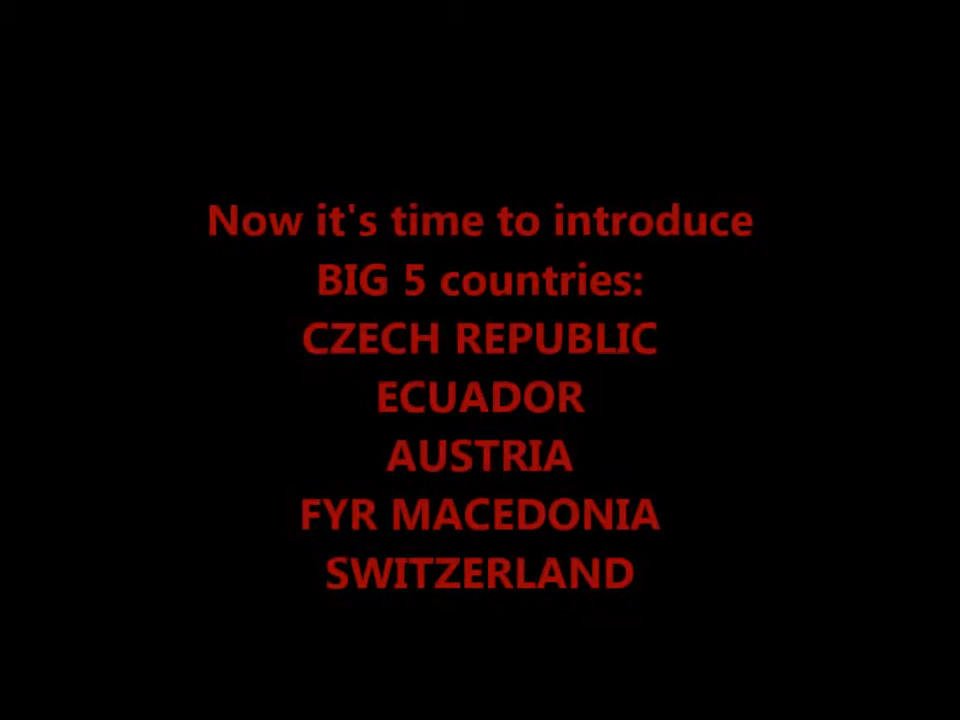 Now it's time to introduce
BIG 5 countries:
CZECH REPUBLIC
ECUADOR
AUSTRIA
FYR MACEDONIA
SWITZERLAND